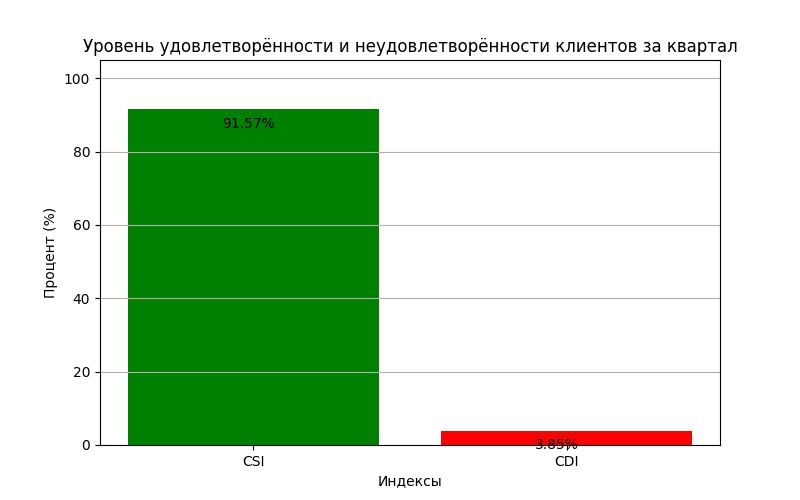 Уровень удовлетворённости и неудовлетворённости клиентов за квартал
Процент (%)
100
80
60
40
20
0
91.57%
3.85%
CSI
CDI
Индексы